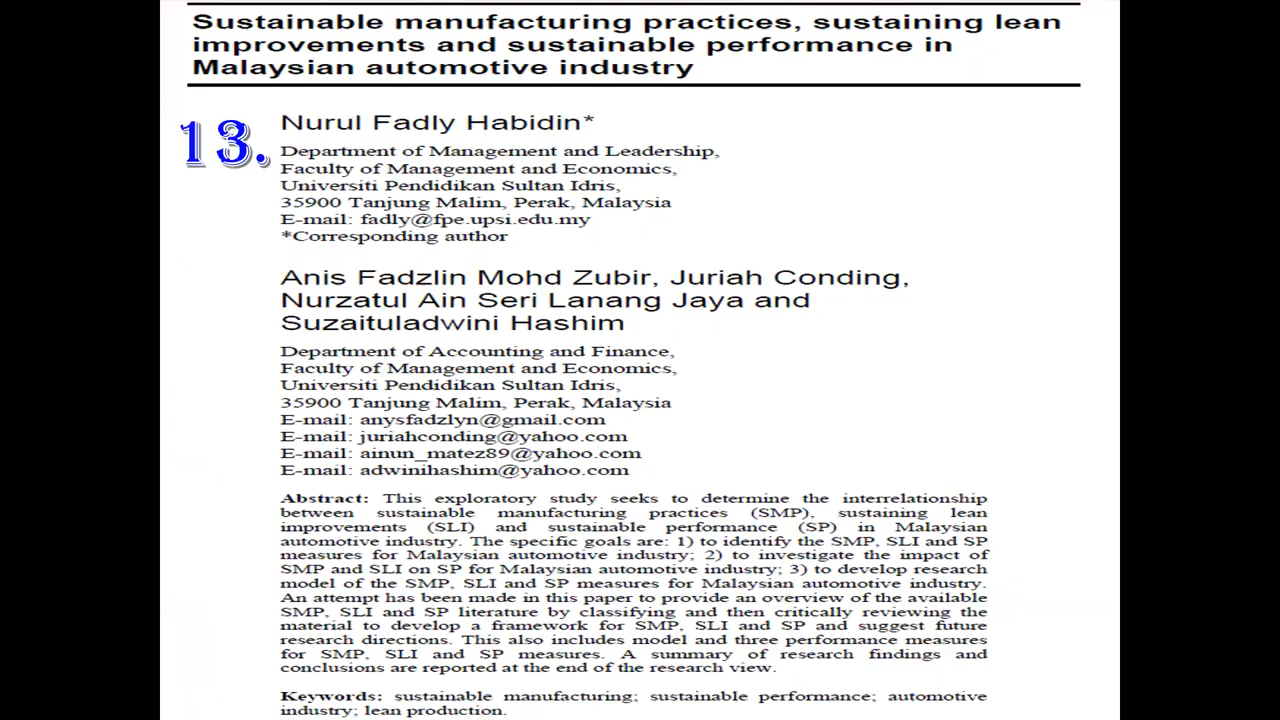 Sustainable manufacturing practices, sustaining lean
improvements and sustainable performance in
Malaysian automotive industry
13.
Nurul Fadly Habidin*
Department of Management and Leadership,
Faculty of Management and Economics,
Universiti Pendidikan Sultan Idris,
35900 Tanjung Malim, Perak, Malaysia
E-mail: fadly@fpe.upsi.edu.my
*Corresponding author
Anis Fadzlin Mohd Zubir, Juriah Conding,
Nurzatul Ain Seri Lanang Jaya and
Suzaituladwini Hashim
Department of Accounting and Finance,
Faculty of Management and Economics,
Universiti Pendidikan Sultan Idris,
35900 Tanjung Malim, Perak, Malaysia
E-mail: anysfadzlyn@gmail.com
E-mail: juriahconding@yahoo.com
E-mail: ainun_matez89@yahoo.com
E-mail: adwinihashim@yahoo.com
Abstract: This exploratory study seeks to determine the interrelationship
between sustainable manufacturing practices (SMP), sustaining lean
improvements (SLI) and sustainable performance (SP) in Malaysian
automotive industry. The specific goals are: 1) to identify the SMP, SLI and SP
measures for Malaysian automotive industry; 2) to investigate the impact of
SMP and SLI on SP for Malaysian automotive industry; 3) to develop research
model of the SMP, SLI and SP measures for Malaysian automotive industry.
An attempt has been made in this paper to provide an overview of the available
SMP, SLI and SP literature by classifying and then critically reviewing the
material to develop a framework for SMP, SLI and SP and suggest future
research directions. This also includes model and three performance measures
for SMP, SLI and SP measures. A summary of research findings and
conclusions are reported at the end of the research view.
Keywords: sustainable manufacturing; sustainable performance; automotive
industry; lean production.